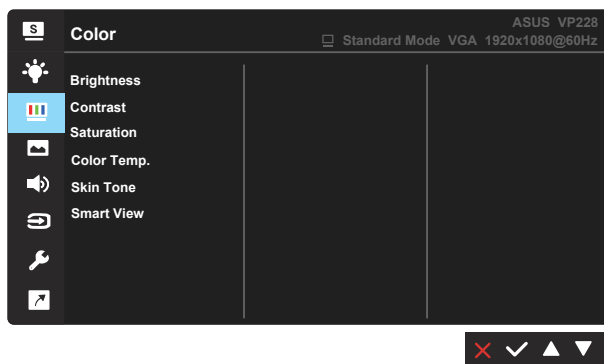 S
Color
ASUS VP228
Standard Mode VGA 1920x1080@60Hz
Brightness
Contrast
Saturation
Color Temp.
Skin Tone
Smart View